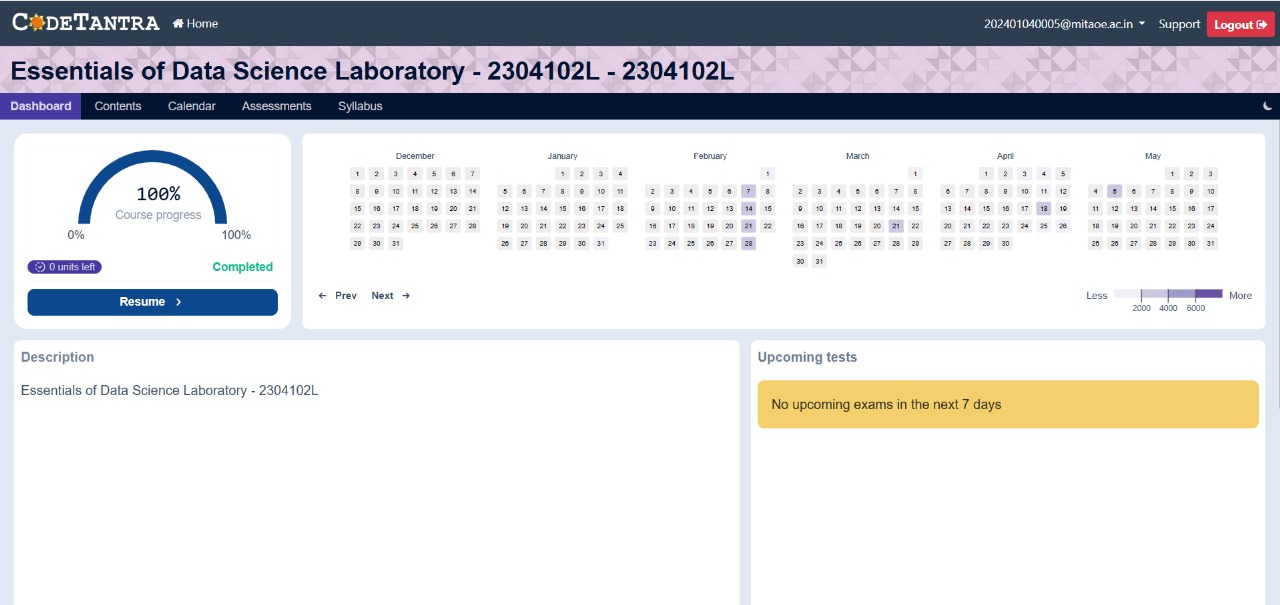 CODETANTRA Home 202401040005@mitaoe.ac.in Support Logout
Essentials of Data Science Laboratory - 2304102L - 2304102L
Dashboard Contents Calendar Assessments Syllabus
100%
Course progress
0% 100%
0 units left Completed
Resume
December
1 2 3 4 5 6 7
8 9 10 11 12 13 14
15 16 17 18 19 20 21
22 23 24 25 26 27 28
29 30 31
January
1 2 3 4
5 6 7 8 9 10 11
12 13 14 15 16 17 18
19 20 21 22 23 24 25
26 27 28 29 30 31
February
1
2 3 4 5 6 7 8
9 10 11 12 13 14 15
16 17 18 19 20 21 22
23 24 25 26 27 28
March
1
2 3 4 5 6 7 8
9 10 11 12 13 14 15
16 17 18 19 20 21 22
23 24 25 26 27 28 29
30 31
April
1 2 3 4 5
6 7 8 9 10 11 12
13 14 15 16 17 18 19
20 21 22 23 24 25 26
27 28 29 30
May
1 2 3
4 5 6 7 8 9 10
11 12 13 14 15 16 17
18 19 20 21 22 23 24
25 26 27 28 29 30 31
Prev Next
Less More
2000 4000 6000
Description
Essentials of Data Science Laboratory - 2304102L
Upcoming tests
No upcoming exams in the next 7 days